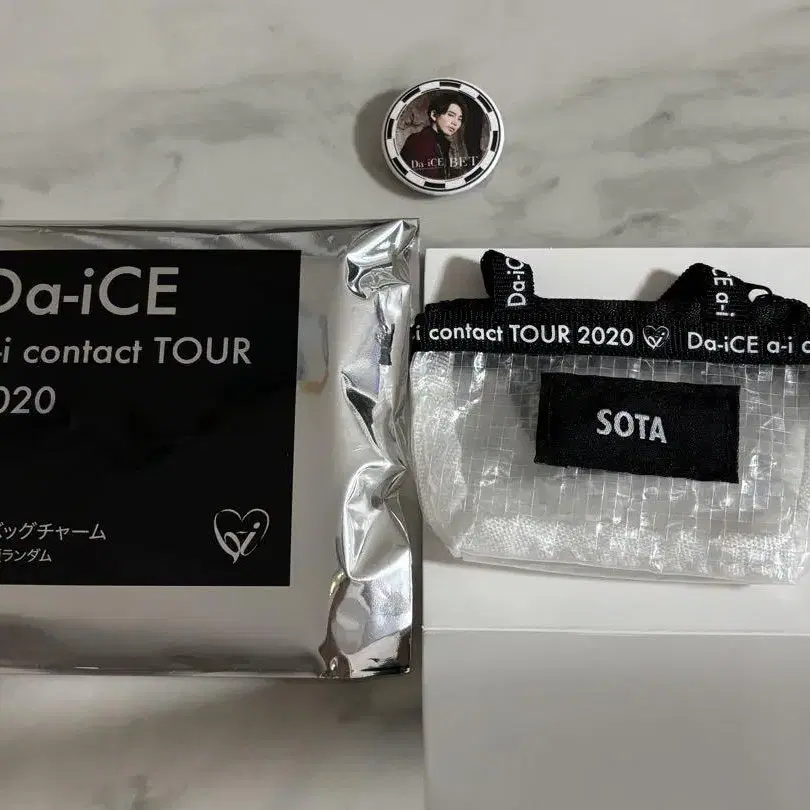 Da-iCE BET
Da-iCE
a-i contact TOUR
2020
バッグチャーム
ランダム
Da-iCE
a-i
contact TOUR 2020
Da-iCE a-i
SOTA